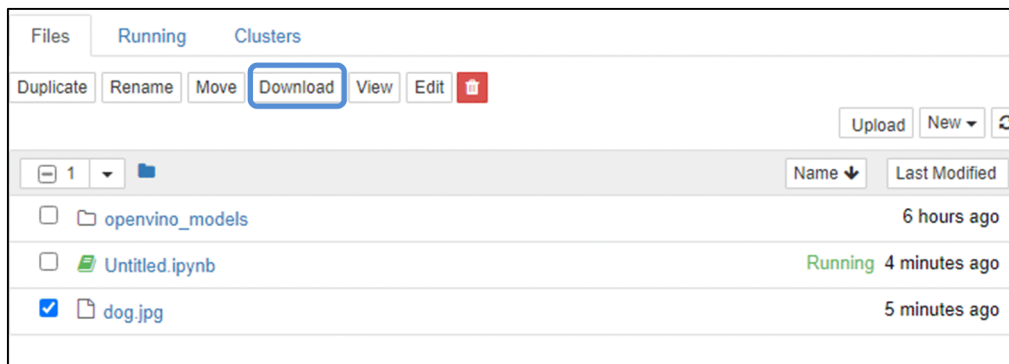 Files Running Clusters
Duplicate Rename Move Download View Edit
Upload New
1 Name Last Modified
openvino_models 6 hours ago
Untitled.ipynb Running 4 minutes ago
dog.jpg 5 minutes ago